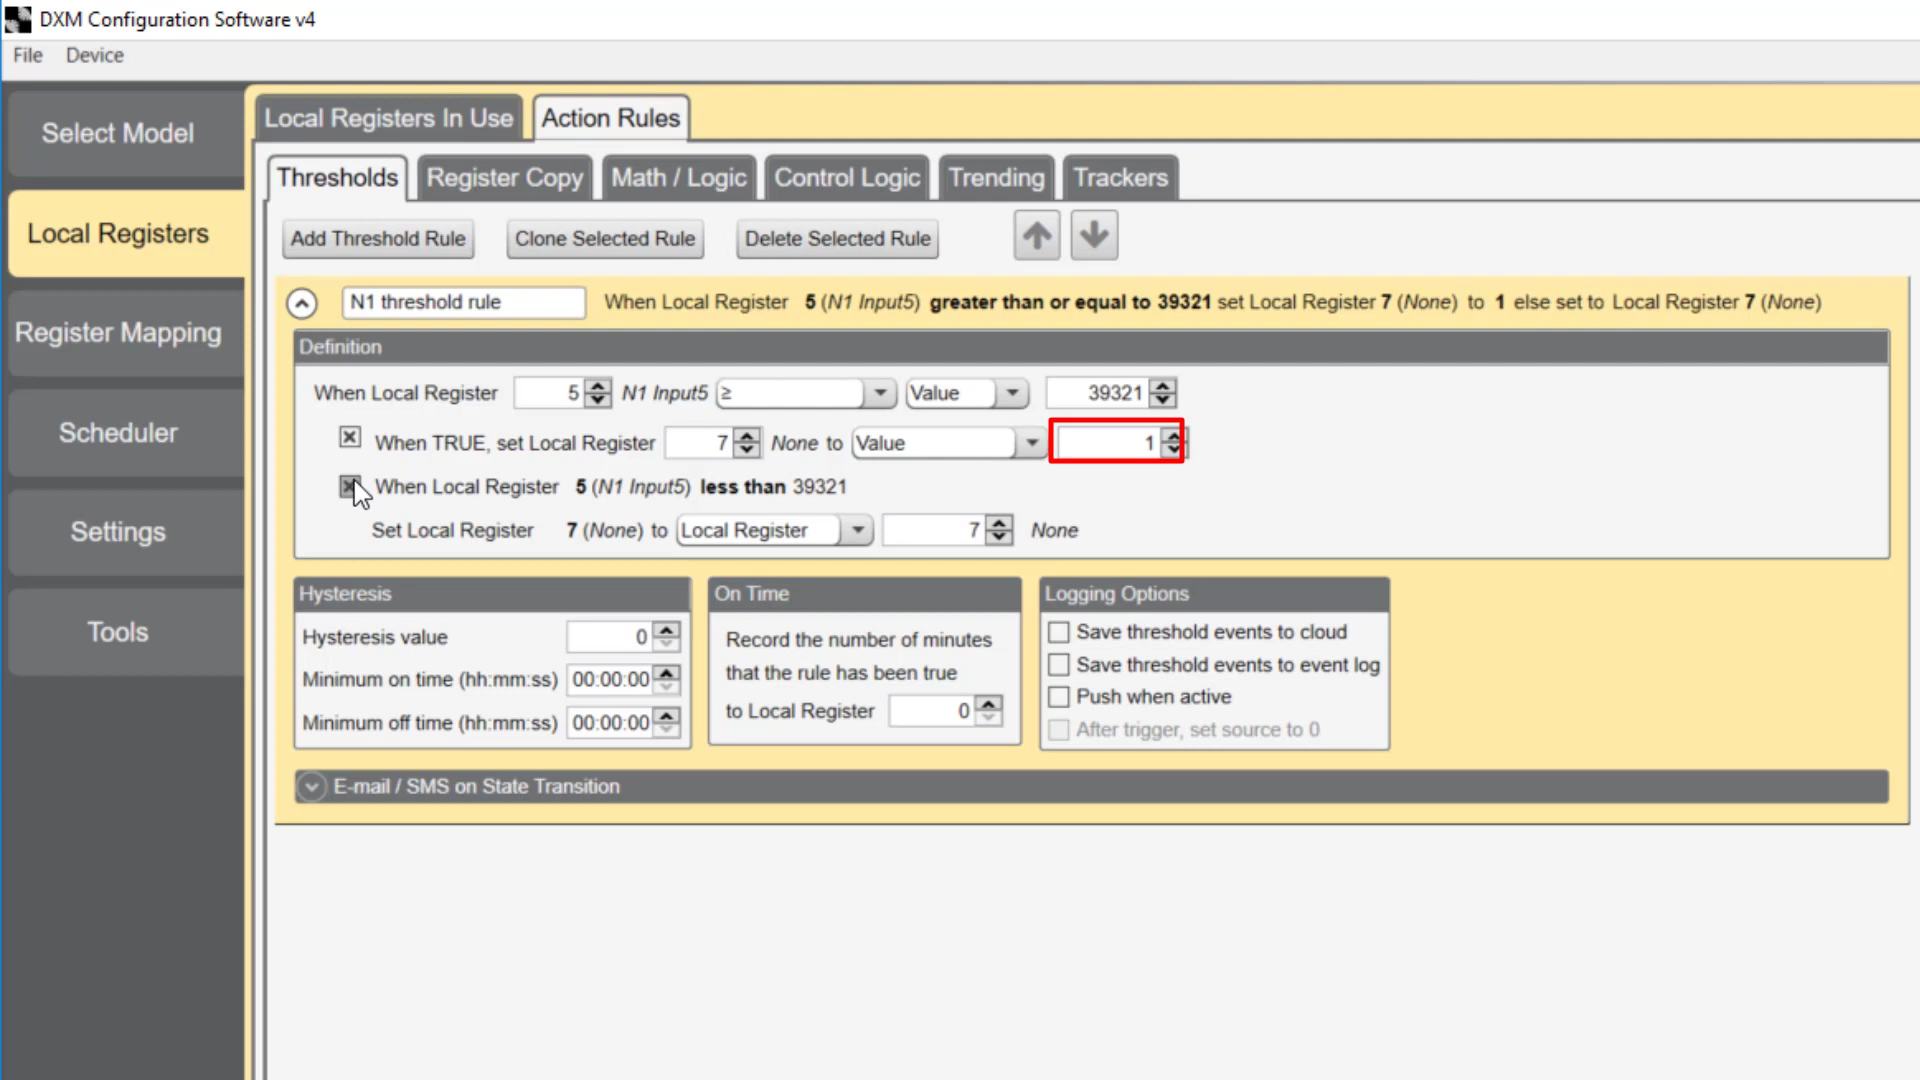 DXM Configuration Software v4
File Device
Select Model
Local Registers
Register Mapping
Scheduler
Settings
Tools
Local Registers In Use Action Rules
Thresholds Register Copy Math / Logic Control Logic Trending Trackers
Add Threshold Rule Clone Selected Rule Delete Selected Rule
N1 threshold rule When Local Register 5 (N1 Input5) greater than or equal to 39321 set Local Register 7 (None) to 1 else set to Local Register 7 (None)
Definition
When Local Register 5 N1 Input5 ≥ Value 39321
When TRUE, set Local Register 7 None to Value 1
When Local Register 5 (N1 Input5) less than 39321
Set Local Register 7 (None) to Local Register 7 None
Hysteresis
Hysteresis value 0
Minimum on time (hh:mm:ss) 00:00:00
Minimum off time (hh:mm:ss) 00:00:00
On Time
Record the number of minutes
that the rule has been true
to Local Register 0
Logging Options
Save threshold events to cloud
Save threshold events to event log
Push when active
After trigger, set source to 0
E-mail / SMS on State Transition